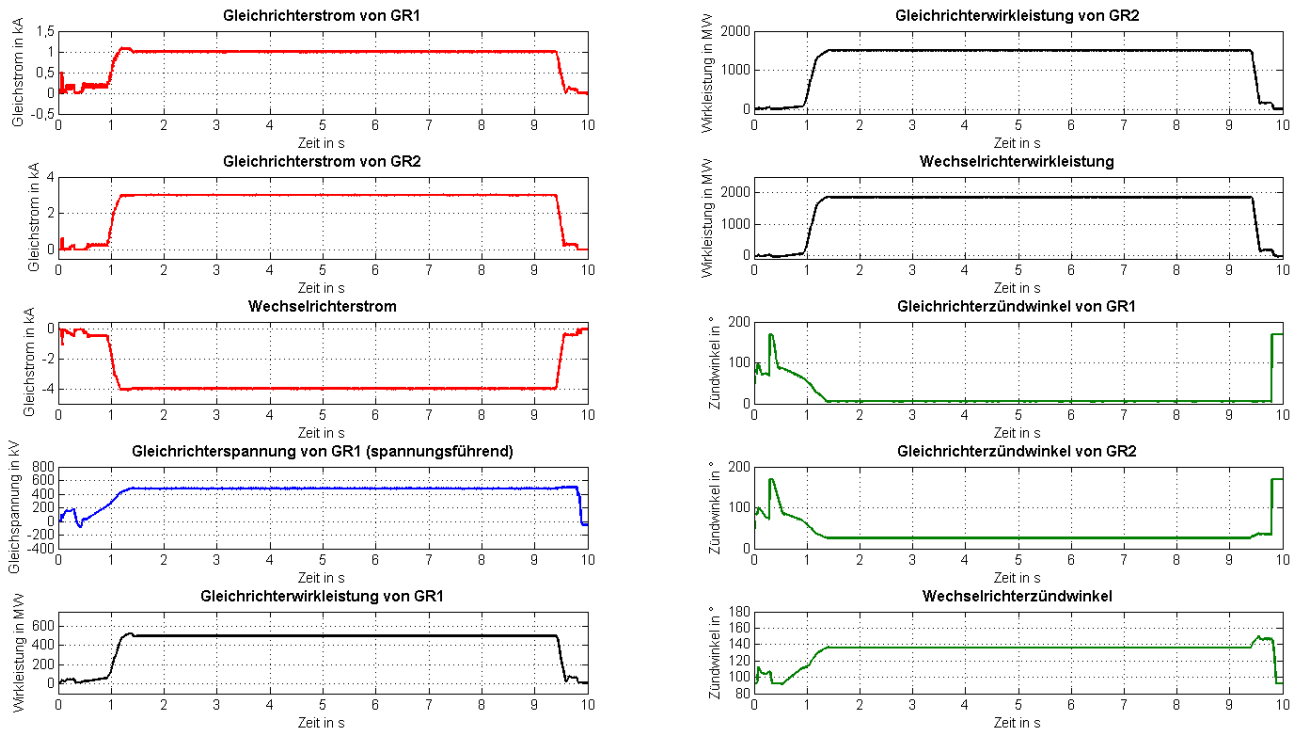 Gleichrichterstrom von GR1
Gleichstrom in kA
1,5
1
0,5
0
-0,5
0 1 2 3 4 5 6 7 8 9 10
Zeit in s
Gleichrichterstrom von GR2
Gleichstrom in kA
4
2
0
0 1 2 3 4 5 6 7 8 9 10
Zeit in s
Wechselrichterstrom
Gleichstrom in kA
0
-2
-4
0 1 2 3 4 5 6 7 8 9 10
Zeit in s
Gleichrichterspannung von GR1 (spannungsführend)
Gleichspannung in kV
800
600
400
200
0
-200
-400
0 1 2 3 4 5 6 7 8 9 10
Zeit in s
Gleichrichterwirkleistung von GR1
Wirkleistung in MW
600
400
200
0
0 1 2 3 4 5 6 7 8 9 10
Zeit in s
Gleichrichterwirkleistung von GR2
Wirkleistung in MW
2000
1000
0
0 1 2 3 4 5 6 7 8 9 10
Zeit in s
Wechselrichterwirkleistung
Wirkleistung in MW
2000
1000
0
0 1 2 3 4 5 6 7 8 9 10
Zeit in s
Gleichrichterzündwinkel von GR1
Zündwinkel in °
200
100
0
0 1 2 3 4 5 6 7 8 9 10
Zeit in s
Gleichrichterzündwinkel von GR2
Zündwinkel in °
200
100
0
0 1 2 3 4 5 6 7 8 9 10
Zeit in s
Wechselrichterzündwinkel
Zündwinkel in °
180
160
140
120
100
80
0 1 2 3 4 5 6 7 8 9 10
Zeit in s